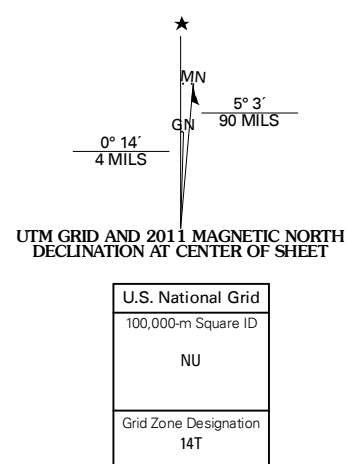 ★
MN
GN
0° 14´
4 MILS
5° 3´
90 MILS
UTM GRID AND 2011 MAGNETIC NORTH
DECLINATION AT CENTER OF SHEET
U.S. National Grid
100,000-m Square ID
NU
Grid Zone Designation
14T